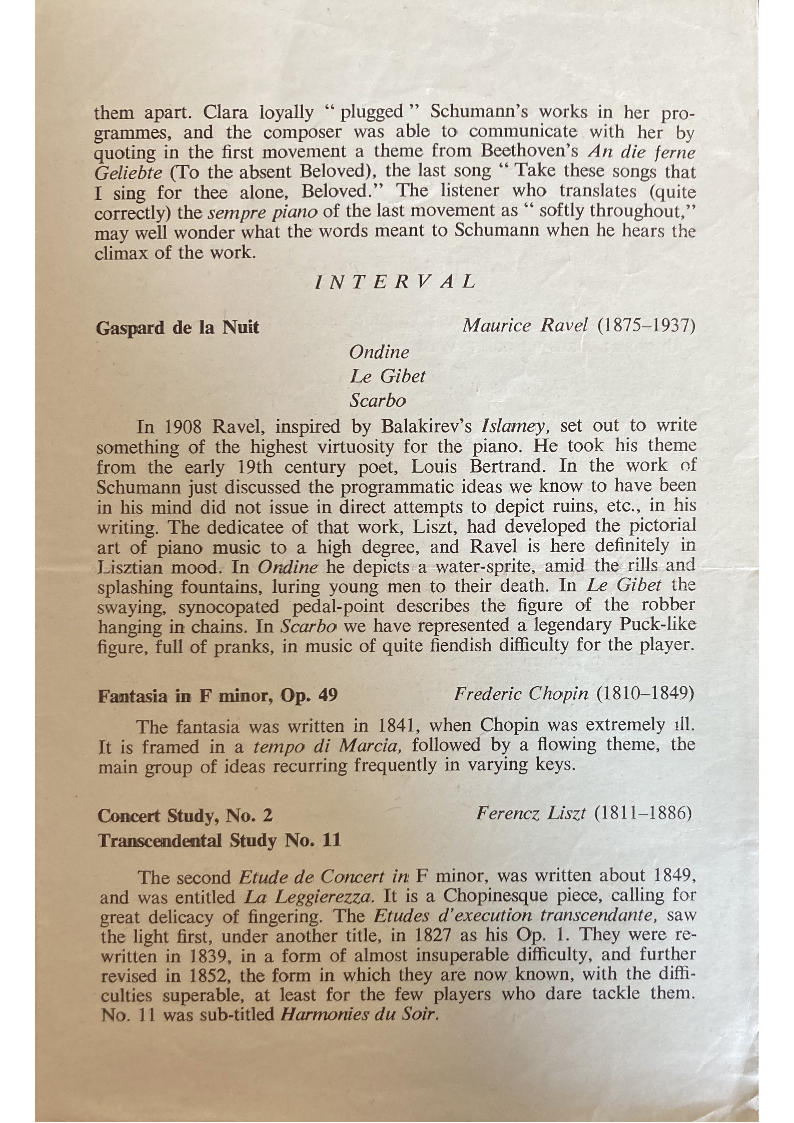 them apart. Clara loyally “ plugged ” Schumann’s works in her pro-
grammes, and the composer was able to communicate with her by
quoting in the first movement a theme from Beethoven’s An die ferne
Geliebte (To the absent Beloved), the last song “ Take these songs that
I sing for thee alone, Beloved.” The listener who translates (quite
correctly) the sempre piano of the last movement as “ softly throughout,”
may well wonder what the words meant to Schumann when he hears the
climax of the work.
INTERVAL
Gaspard de la Nuit Maurice Ravel (1875–1937)
Ondine
Le Gibet
Scarbo
In 1908 Ravel, inspired by Balakirev’s Islamey, set out to write
something of the highest virtuosity for the piano. He took his theme
from the early 19th century poet, Louis Bertrand. In the work of
Schumann just discussed the programmatic ideas we know to have been
in his mind did not issue in direct attempts to depict ruins, etc., in his
writing. The dedicatee of that work, Liszt, had developed the pictorial
art of piano music to a high degree, and Ravel is here definitely in
Lisztian mood. In Ondine he depicts a water-sprite, amid the rills and
splashing fountains, luring young men to their death. In Le Gibet the
swaying, synocopated pedal-point describes the figure of the robber
hanging in chains. In Scarbo we have represented a legendary Puck-like
figure, full of pranks, in music of quite fiendish difficulty for the player.
Fantasia in F minor, Op. 49 Frederic Chopin (1810–1849)
The fantasia was written in 1841, when Chopin was extremely ill.
It is framed in a tempo di Marcia, followed by a flowing theme, the
main group of ideas recurring frequently in varying keys.
Concert Study, No. 2 Ferencz Liszt (1811–1886)
Transcendental Study No. 11
The second Etude de Concert in F minor, was written about 1849,
and was entitled La Leggierezza. It is a Chopinesque piece, calling for
great delicacy of fingering. The Etudes d’execution transcendante, saw
the light first, under another title, in 1827 as his Op. 1. They were re-
written in 1839, in a form of almost insuperable difficulty, and further
revised in 1852, the form in which they are now known, with the diffi-
culties superable, at least for the few players who dare tackle them.
No. 11 was sub-titled Harmonies du Soir.